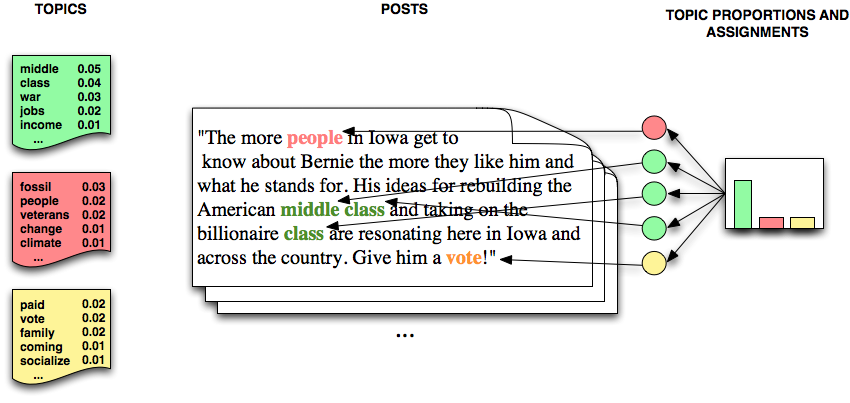 TOPICS
POSTS
TOPIC PROPORTIONS AND
ASSIGNMENTS
middle 0.05
class 0.04
war 0.03
jobs 0.02
income 0.01
...
fossil 0.03
people 0.02
veterans 0.02
change 0.01
climate 0.01
...
paid 0.02
vote 0.02
family 0.02
coming 0.01
socialize 0.01
...
"The more people in Iowa get to
know about Bernie the more they like him and
what he stands for. His ideas for rebuilding the
American middle class and taking on the
billionaire class are resonating here in Iowa and
across the country. Give him a vote!"
...